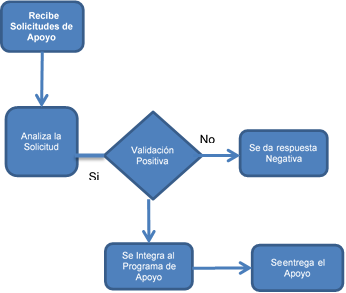 Recibe
Solicitudes de
Apoyo
Analiza la
Solicitud
Si
Validación
Positiva
No
Se da respuesta
Negativa
Se Integra al
Programa de
Apoyo
Seentrega el
Apoyo